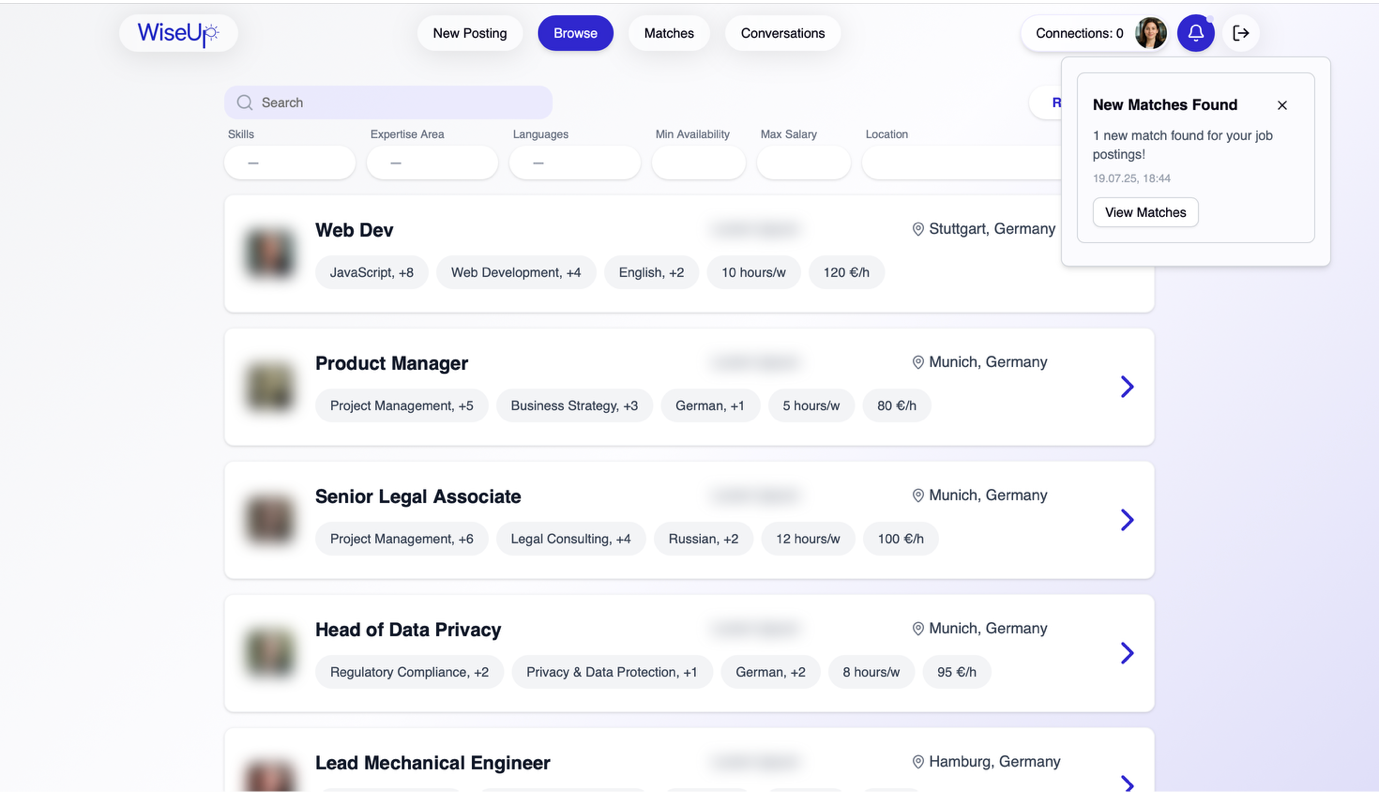 WiseUp
New Posting
Browse
Matches
Conversations
Connections: 0
Search
R
New Matches Found
1 new match found for your job
postings!
19.07.25, 18:44
View Matches
Skills
Expertise Area
Languages
Min Availability
Max Salary
Location
–
–
–
Web Dev
Stuttgart, Germany
JavaScript, +8
Web Development, +4
English, +2
10 hours/w
120 €/h
Product Manager
Munich, Germany
Project Management, +5
Business Strategy, +3
German, +1
5 hours/w
80 €/h
Senior Legal Associate
Munich, Germany
Project Management, +6
Legal Consulting, +4
Russian, +2
12 hours/w
100 €/h
Head of Data Privacy
Munich, Germany
Regulatory Compliance, +2
Privacy & Data Protection, +1
German, +2
8 hours/w
95 €/h
Lead Mechanical Engineer
Hamburg, Germany